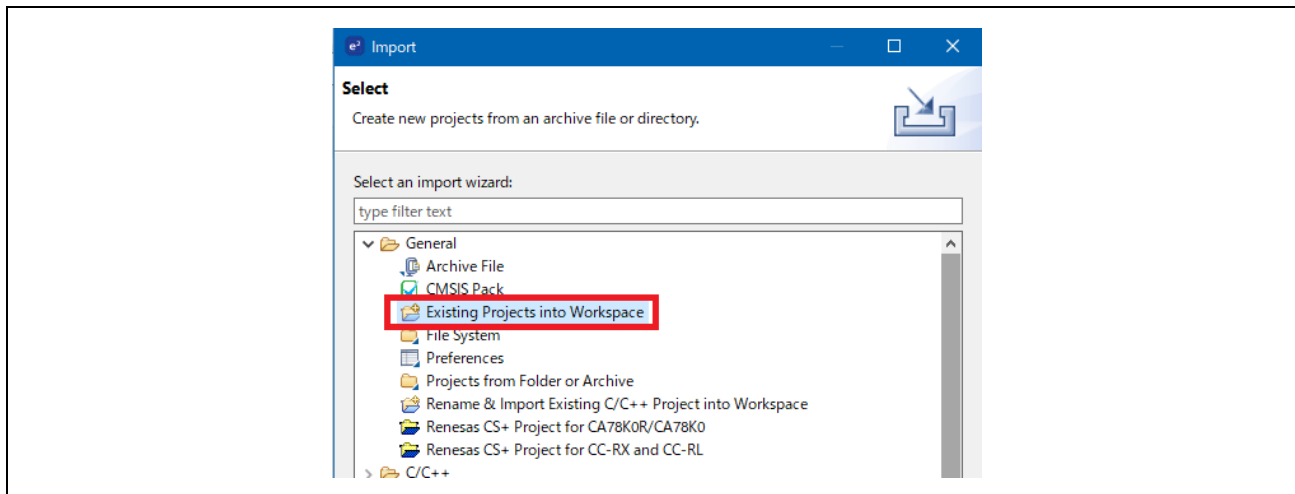 e² Import
Select
Create new projects from an archive file or directory.
Select an import wizard:
type filter text
General
Archive File
CMSIS Pack
Existing Projects into Workspace
File System
Preferences
Projects from Folder or Archive
Rename & Import Existing C/C++ Project into Workspace
Renesas CS+ Project for CA78K0R/CA78K0
Renesas CS+ Project for CC-RX and CC-RL
C/C++